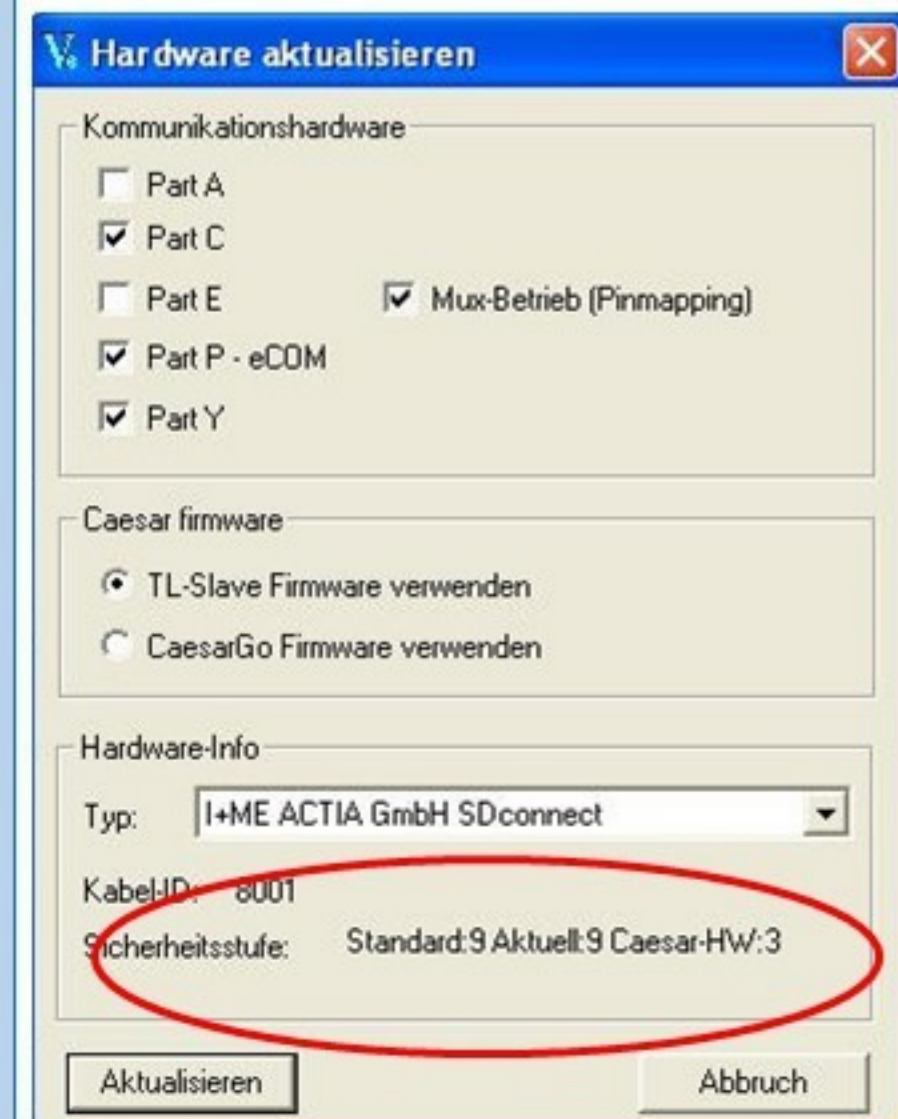 Hardware aktualisieren
Kommunikationshardware
Part A
Part C
Part E
Mux-Betrieb (Pinmapping)
Part P - eCOM
Part Y
Caesar firmware
TL-Slave Firmware verwenden
CaesarGo Firmware verwenden
Hardware-Info
Typ: I+ME ACTIA GmbH SDconnect
Kabel-ID: 8001
Sicherheitsstufe: Standard:9 Aktuell:9 Caesar-HW:3
Aktualisieren Abbruch